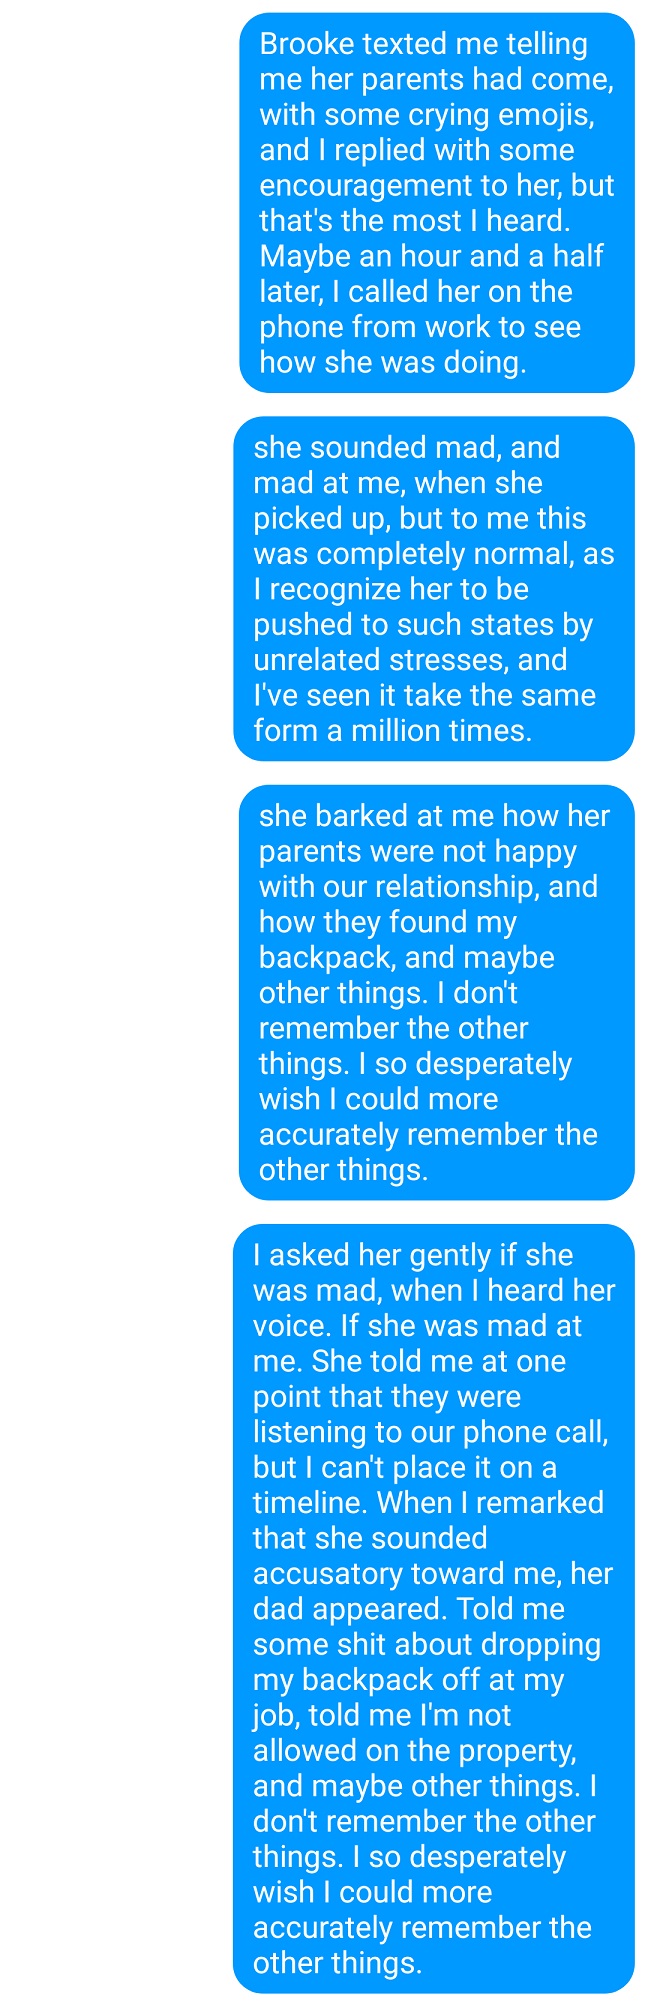 Brooke texted me telling
me her parents had come,
with some crying emojis,
and I replied with some
encouragement to her, but
that's the most I heard.
Maybe an hour and a half
later, I called her on the
phone from work to see
how she was doing.
she sounded mad, and
mad at me, when she
picked up, but to me this
was completely normal, as
I recognize her to be
pushed to such states by
unrelated stresses, and
I've seen it take the same
form a million times.
she barked at me how her
parents were not happy
with our relationship, and
how they found my
backpack, and maybe
other things. I don't
remember the other
things. I so desperately
wish I could more
accurately remember the
other things.
I asked her gently if she
was mad, when I heard her
voice. If she was mad at
me. She told me at one
point that they were
listening to our phone call,
but I can't place it on a
timeline. When I remarked
that she sounded
accusatory toward me, her
dad appeared. Told me
some shit about dropping
my backpack off at my
job, told me I'm not
allowed on the property,
and maybe other things. I
don't remember the other
things. I so desperately
wish I could more
accurately remember the
other things.